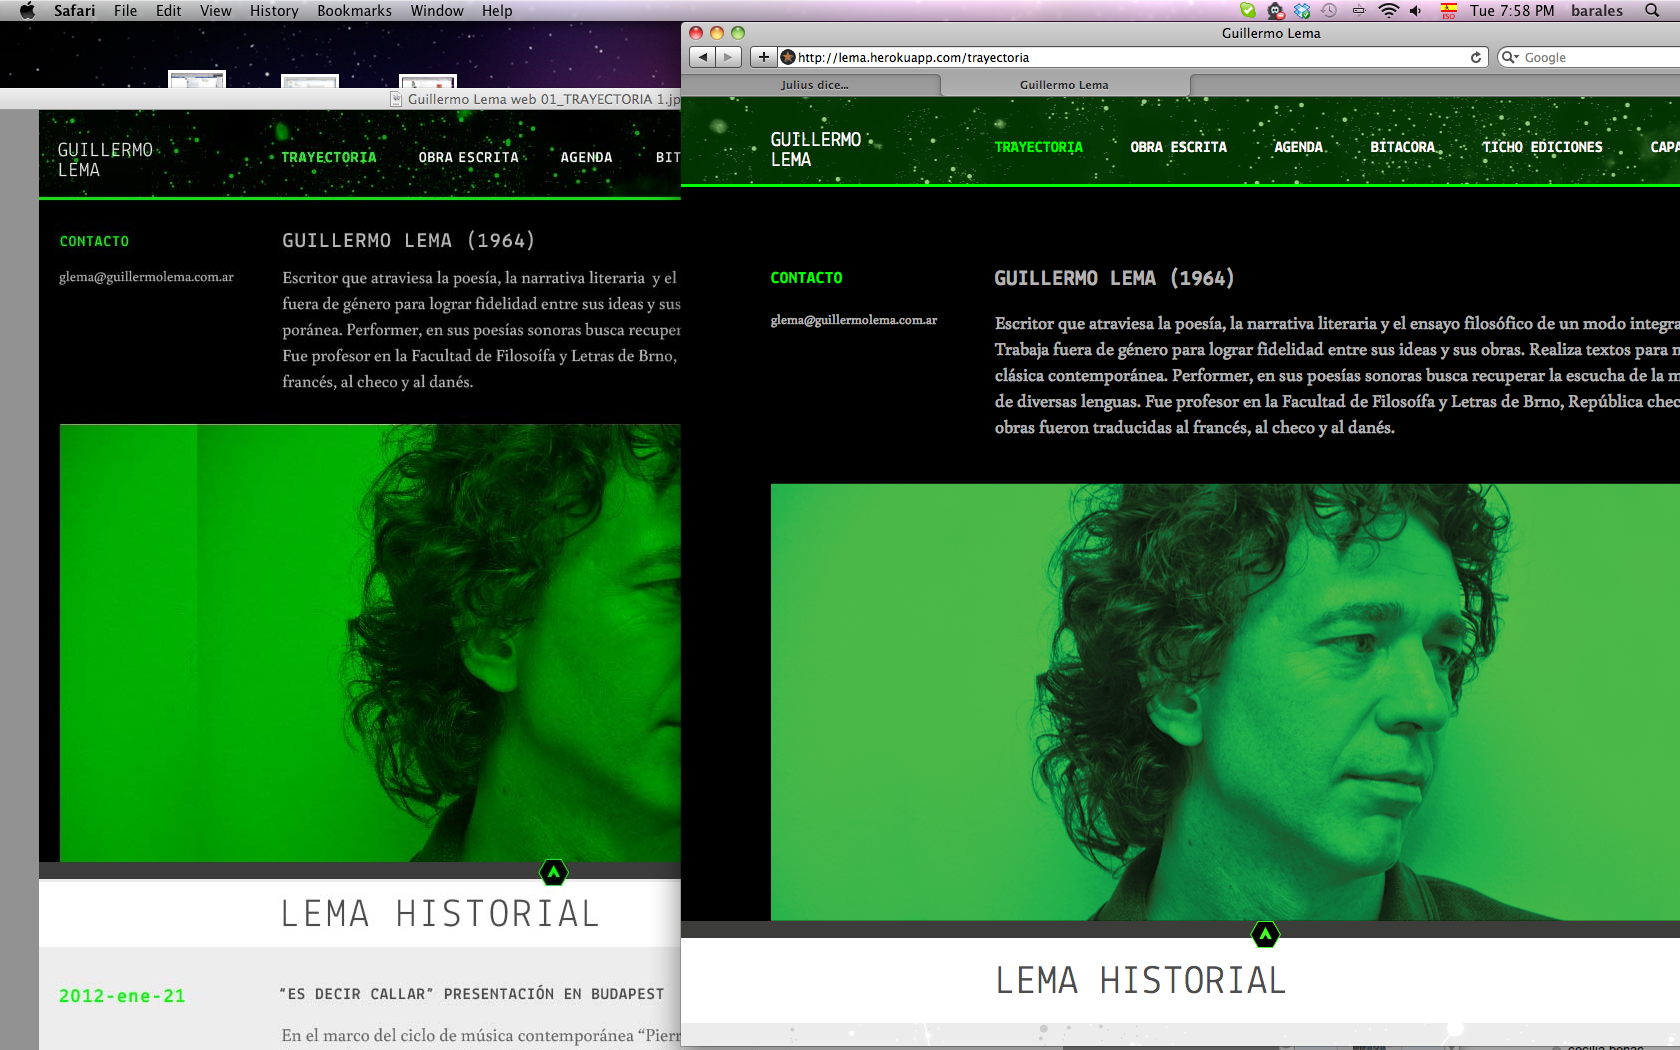 Safari File Edit View History Bookmarks Window Help
ISO Tue 7:58 PM barales
Guillermo Lema web 01_TRAYECTORIA 1.jp
GUILLERMO
LEMA
TRAYECTORIA OBRA ESCRITA AGENDA BIT
CONTACTO
glema@guillermolema.com.ar
GUILLERMO LEMA (1964)
Escritor que atraviesa la poesía, la narrativa literaria y el
fuera de género para lograr fidelidad entre sus ideas y sus
poránea. Performer, en sus poesías sonoras busca recuper
Fue profesor en la Facultad de Filosoífa y Letras de Brno,
francés, al checo y al danés.
LEMA HISTORIAL
2012-ene-21
"ES DECIR CALLAR" PRESENTACIÓN EN BUDAPEST
En el marco del ciclo de música contemporánea “Pierr
Guillermo Lema
http://lema.herokuapp.com/trayectoria
Google
Julius dice...
Guillermo Lema
GUILLERMO
LEMA
TRAYECTORIA OBRA ESCRITA AGENDA BITACORA TICHO EDICIONES CAPA
CONTACTO
glema@guillermolema.com.ar
GUILLERMO LEMA (1964)
Escritor que atraviesa la poesía, la narrativa literaria y el ensayo filosófico de un modo integra
Trabaja fuera de género para lograr fidelidad entre sus ideas y sus obras. Realiza textos para m
clásica contemporánea. Performer, en sus poesías sonoras busca recuperar la escucha de la m
de diversas lenguas. Fue profesor en la Facultad de Filosoífa y Letras de Brno, República chec
obras fueron traducidas al francés, al checo y al danés.
LEMA HISTORIAL